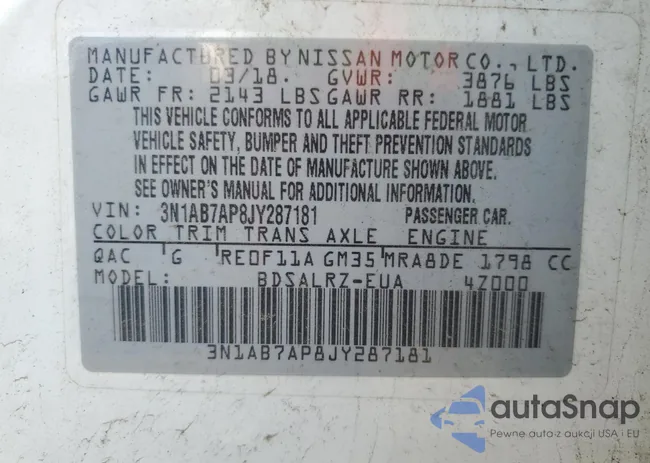 MANUFACTURED BY NISSAN MOTOR CO., LTD.
DATE: 03/18. GVWR: 3876 LBS
GAWR FR: 2143 LBS GAWR RR: 1881 LBS
THIS VEHICLE CONFORMS TO ALL APPLICABLE FEDERAL MOTOR
VEHICLE SAFETY, BUMPER AND THEFT PREVENTION STANDARDS
IN EFFECT ON THE DATE OF MANUFACTURE SHOWN ABOVE.
SEE OWNER'S MANUAL FOR ADDITIONAL INFORMATION.
VIN: 3N1AB7AP8JY287181 PASSENGER CAR.
COLOR TRIM TRANS AXLE ENGINE
QAC G RE0F11A GM35 MRA8DE 1798 CC
MODEL: BDSALRZ-EUA 4Z000
3N1AB7AP8JY287181
autaSnap
Pewne auta z aukcji USA i EU